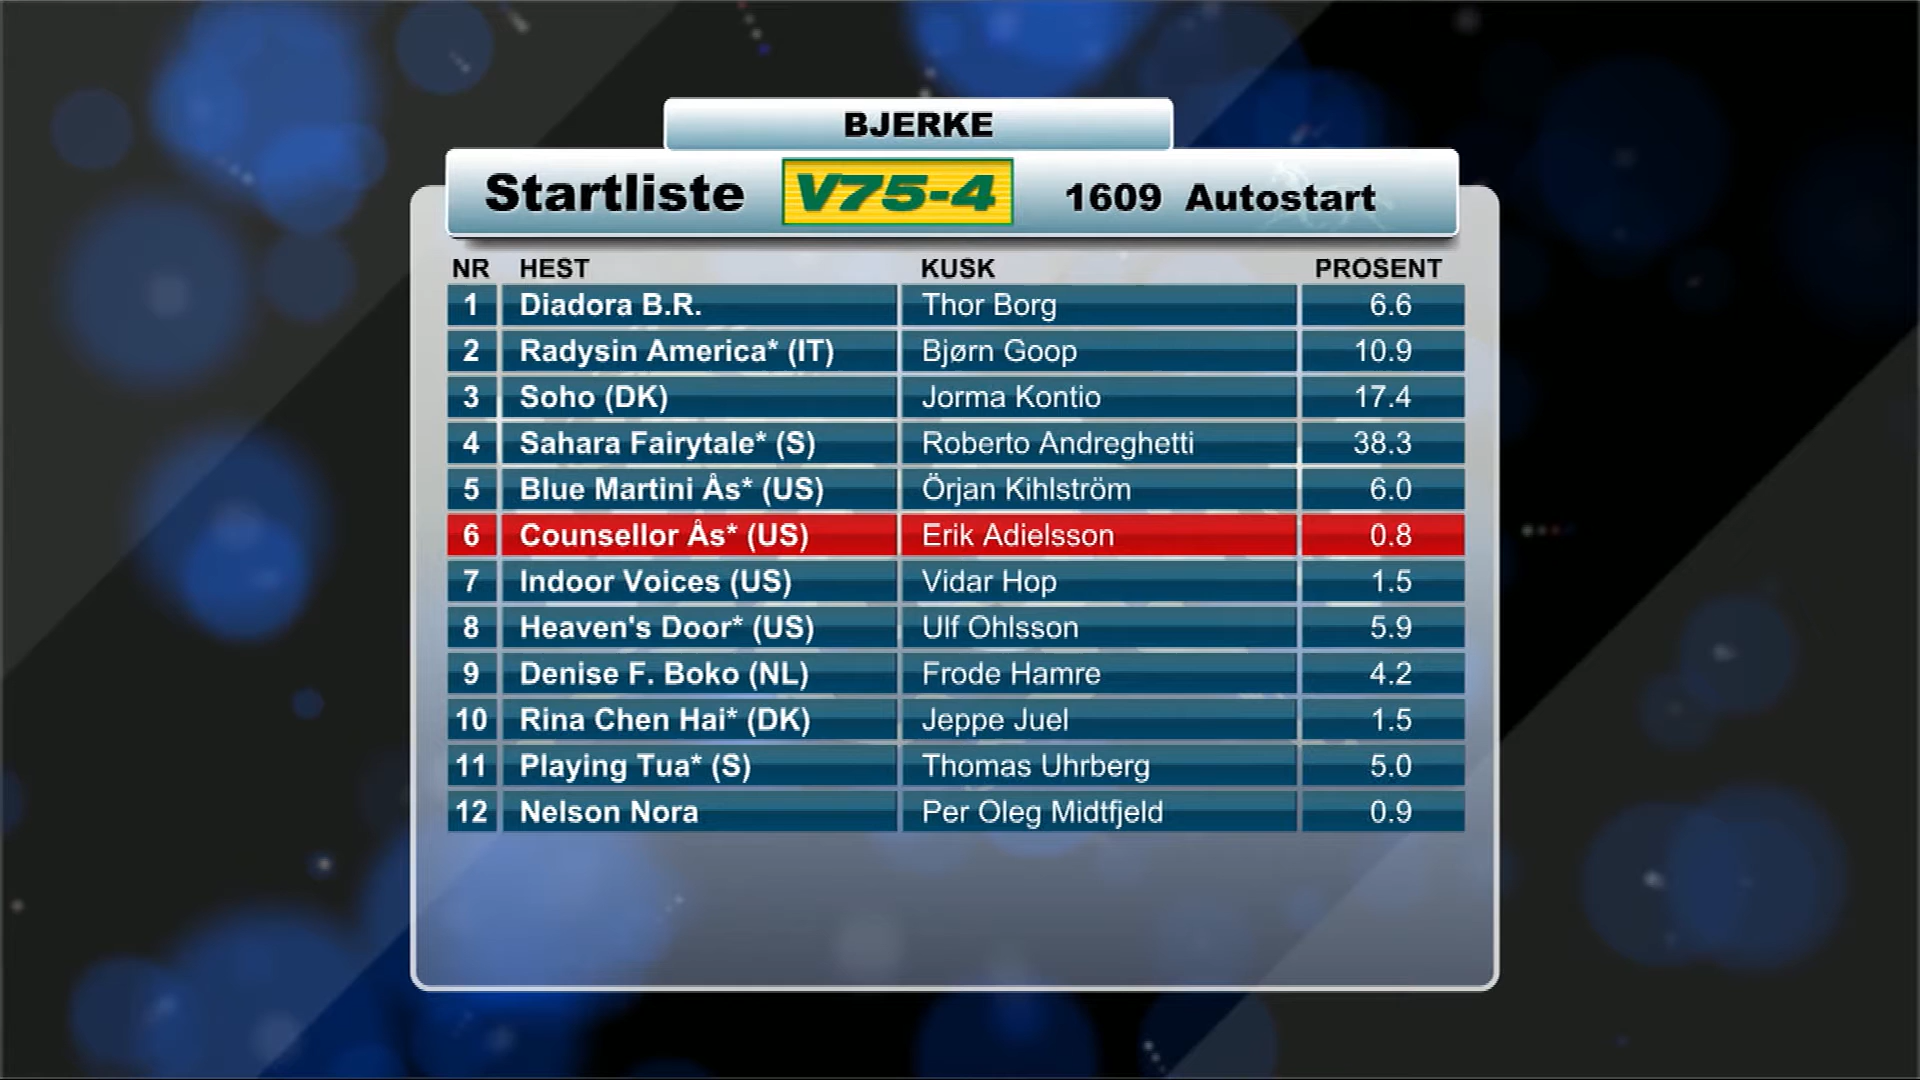 BJERKE
Startliste V75-4 1609 Autostart
NR HEST KUSK PROSENT
1 Diadora B.R. Thor Borg 6.6
2 Radysin America* (IT) Bjørn Goop 10.9
3 Soho (DK) Jorma Kontio 17.4
4 Sahara Fairytale* (S) Roberto Andreghetti 38.3
5 Blue Martini Ås* (US) Örjan Kihlström 6.0
6 Counsellor Ås* (US) Erik Adielsson 0.8
7 Indoor Voices (US) Vidar Hop 1.5
8 Heaven's Door* (US) Ulf Ohlsson 5.9
9 Denise F. Boko (NL) Frode Hamre 4.2
10 Rina Chen Hai* (DK) Jeppe Juel 1.5
11 Playing Tua* (S) Thomas Uhrberg 5.0
12 Nelson Nora Per Oleg Midtfjeld 0.9